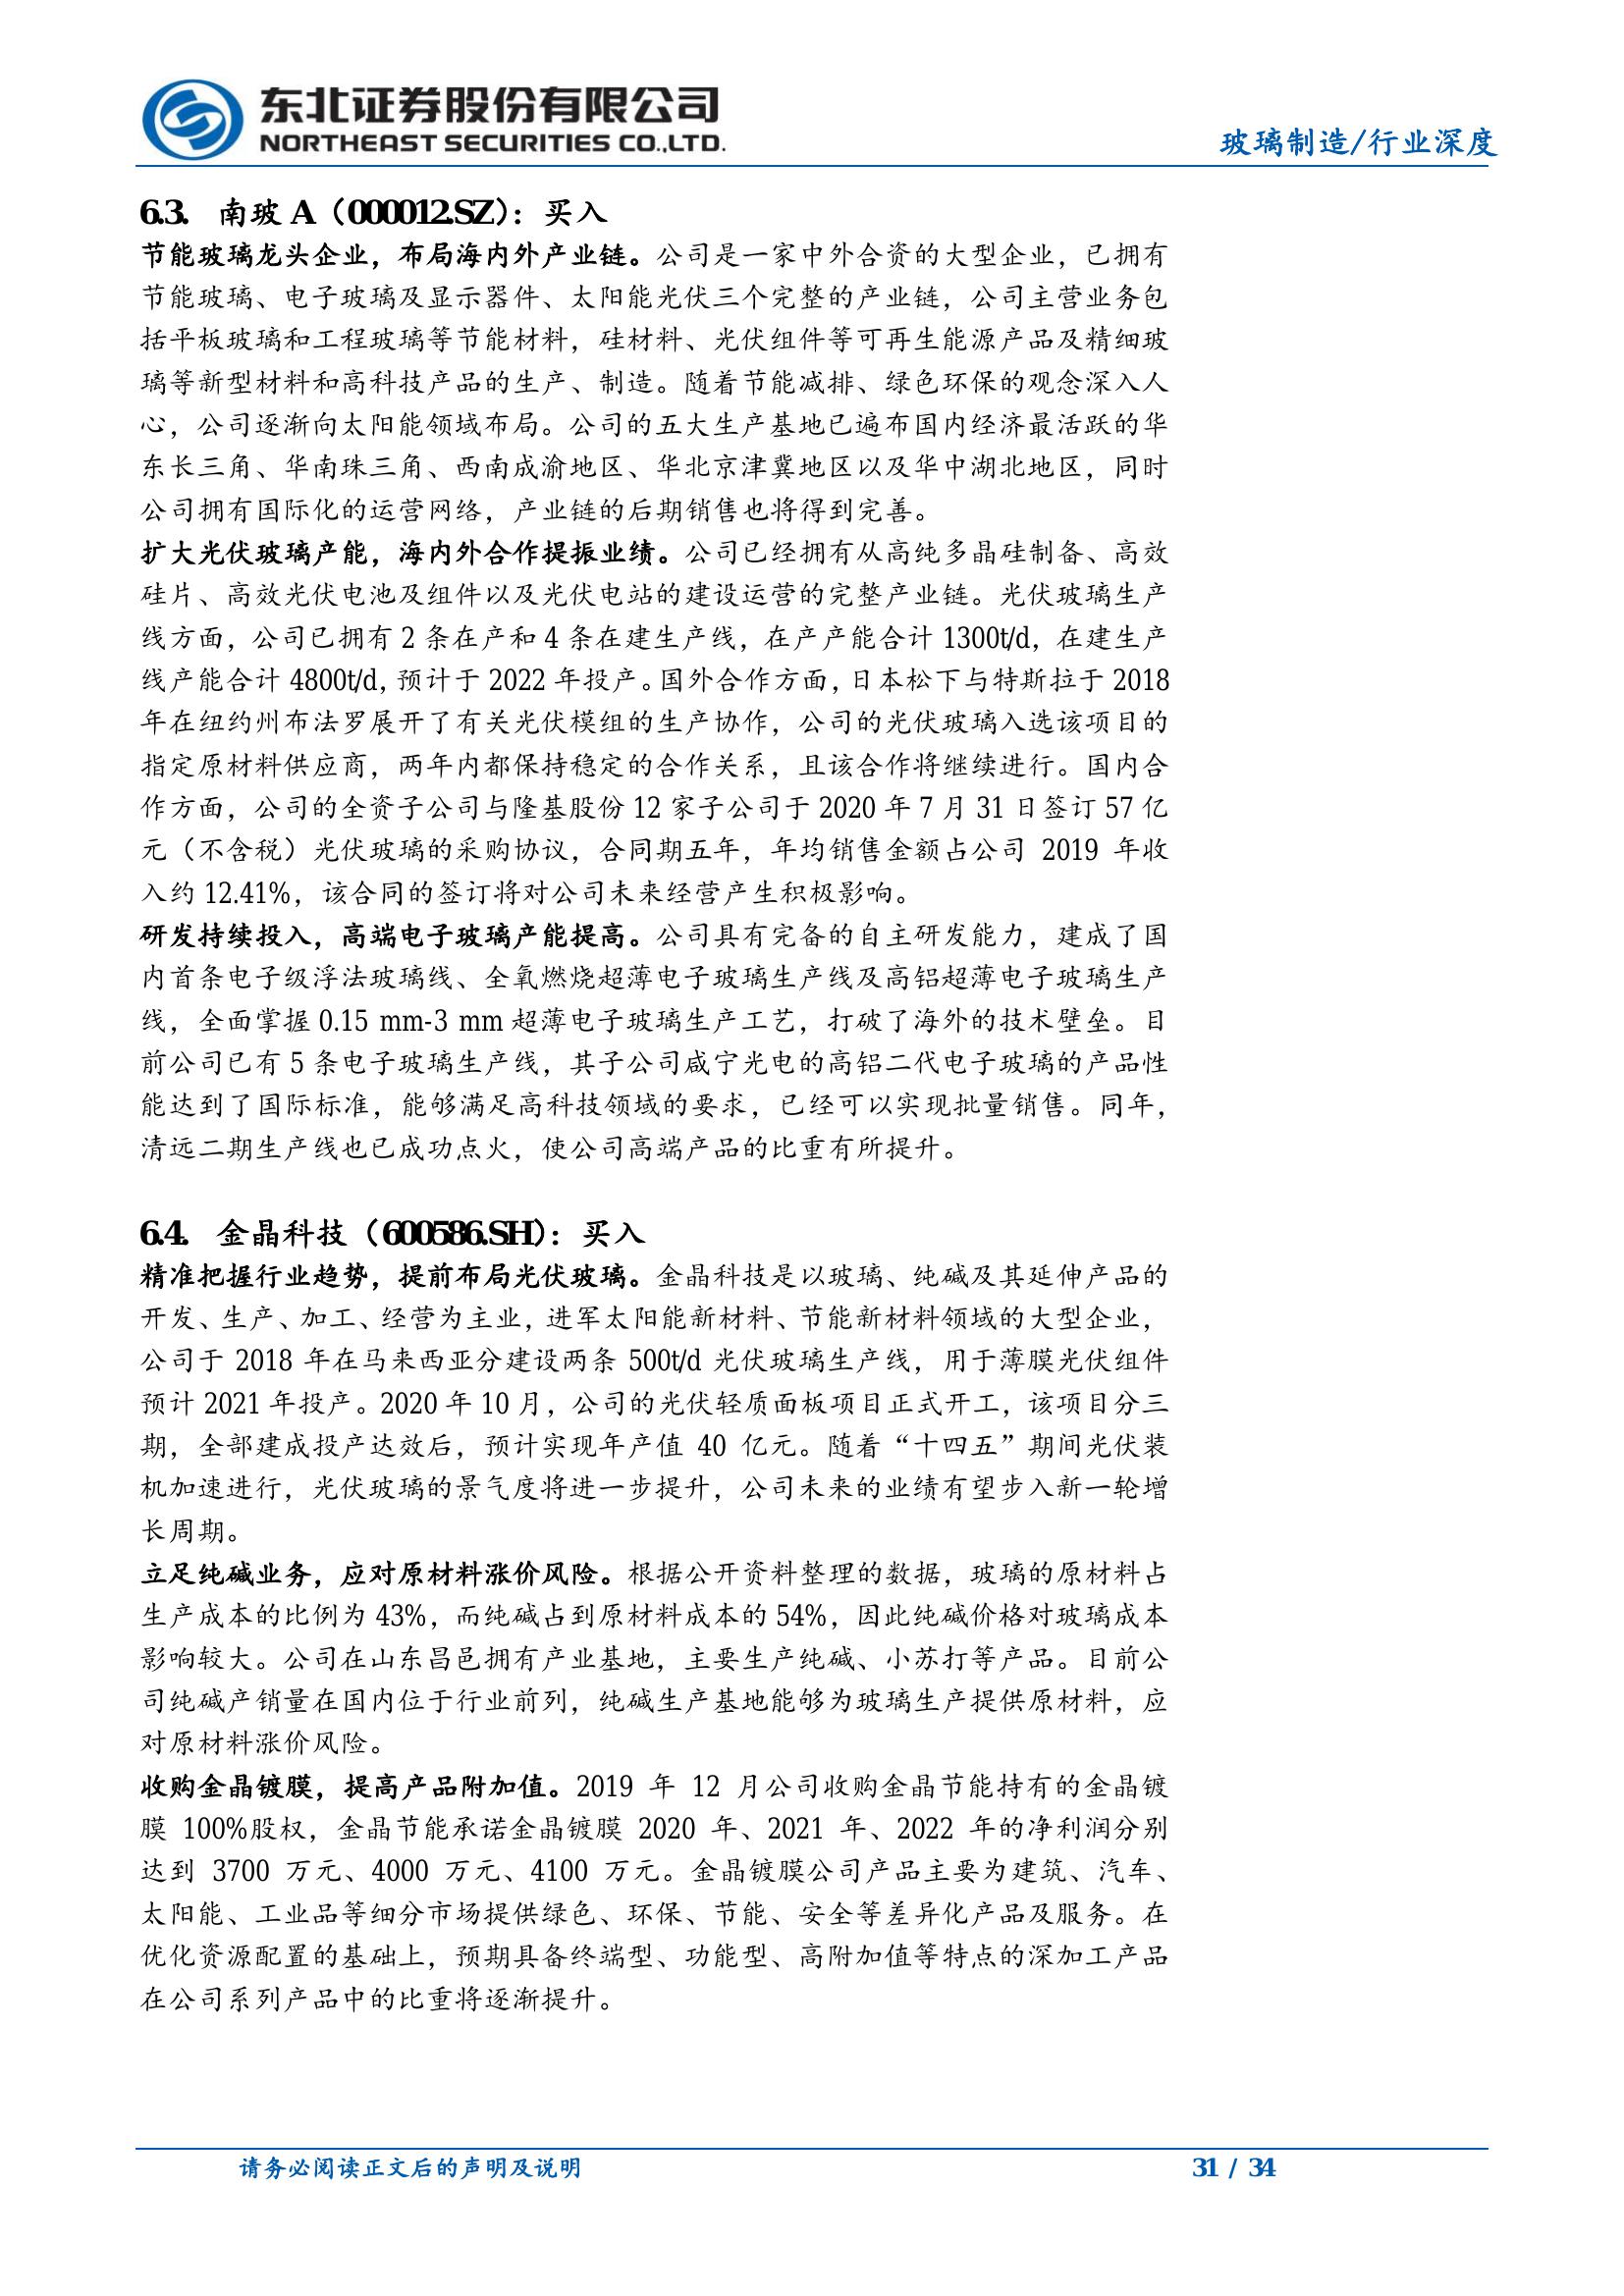 东北证券股份有限公司
NORTHEAST SECURITIES CO.,LTD.
玻璃制造/行业深度
6.3. 南玻 A（000012.SZ）：买入
节能玻璃龙头企业，布局海内外产业链。公司是一家中外合资的大型企业，已拥有
节能玻璃、电子玻璃及显示器件、太阳能光伏三个完整的产业链，公司主营业务包
括平板玻璃和工程玻璃等节能材料，硅材料、光伏组件等可再生能源产品及精细玻
璃等新型材料和高科技产品的生产、制造。随着节能减排、绿色环保的观念深入人
心，公司逐渐向太阳能领域布局。公司的五大生产基地已遍布国内经济最活跃的华
东长三角、华南珠三角、西南成渝地区、华北京津冀地区以及华中湖北地区，同时
公司拥有国际化的运营网络，产业链的后期销售也将得到完善。
扩大光伏玻璃产能，海内外合作提振业绩。公司已经拥有从高纯多晶硅制备、高效
硅片、高效光伏电池及组件以及光伏电站的建设运营的完整产业链。光伏玻璃生产
线方面，公司已拥有 2 条在产和 4 条在建生产线，在产产能合计 1300t/d，在建生产
线产能合计 4800t/d，预计于 2022 年投产。国外合作方面，日本松下与特斯拉于 2018
年在纽约州布法罗展开了有关光伏模组的生产协作，公司的光伏玻璃入选该项目的
指定原材料供应商，两年内都保持稳定的合作关系，且该合作将继续进行。国内合
作方面，公司的全资子公司与隆基股份 12 家子公司于 2020 年 7 月 31 日签订 57 亿
元（不含税）光伏玻璃的采购协议，合同期五年，年均销售金额占公司 2019 年收
入约 12.41%，该合同的签订将对公司未来经营产生积极影响。
研发持续投入，高端电子玻璃产能提高。公司具有完备的自主研发能力，建成了国
内首条电子级浮法玻璃线、全氧燃烧超薄电子玻璃生产线及高铝超薄电子玻璃生产
线，全面掌握 0.15 mm-3 mm 超薄电子玻璃生产工艺，打破了海外的技术壁垒。目
前公司已有 5 条电子玻璃生产线，其子公司咸宁光电的高铝二代电子玻璃的产品性
能达到了国际标准，能够满足高科技领域的要求，已经可以实现批量销售。同年，
清远二期生产线也已成功点火，使公司高端产品的比重有所提升。
6.4. 金晶科技（600586.SH）：买入
精准把握行业趋势，提前布局光伏玻璃。金晶科技是以玻璃、纯碱及其延伸产品的
开发、生产、加工、经营为主业，进军太阳能新材料、节能新材料领域的大型企业，
公司于 2018 年在马来西亚分建设两条 500t/d 光伏玻璃生产线，用于薄膜光伏组件
预计 2021 年投产。2020 年 10 月，公司的光伏轻质面板项目正式开工，该项目分三
期，全部建成投产达效后，预计实现年产值 40 亿元。随着“十四五”期间光伏装
机加速进行，光伏玻璃的景气度将进一步提升，公司未来的业绩有望步入新一轮增
长周期。
立足纯碱业务，应对原材料涨价风险。根据公开资料整理的数据，玻璃的原材料占
生产成本的比例为 43%，而纯碱占到原材料成本的 54%，因此纯碱价格对玻璃成本
影响较大。公司在山东昌邑拥有产业基地，主要生产纯碱、小苏打等产品。目前公
司纯碱产销量在国内位于行业前列，纯碱生产基地能够为玻璃生产提供原材料，应
对原材料涨价风险。
收购金晶镀膜，提高产品附加值。2019 年 12 月公司收购金晶节能持有的金晶镀
膜 100%股权，金晶节能承诺金晶镀膜 2020 年、2021 年、2022 年的净利润分别
达到 3700 万元、4000 万元、4100 万元。金晶镀膜公司产品主要为建筑、汽车、
太阳能、工业品等细分市场提供绿色、环保、节能、安全等差异化产品及服务。在
优化资源配置的基础上，预期具备终端型、功能型、高附加值等特点的深加工产品
在公司系列产品中的比重将逐渐提升。
请务必阅读正文后的声明及说明
31 / 34